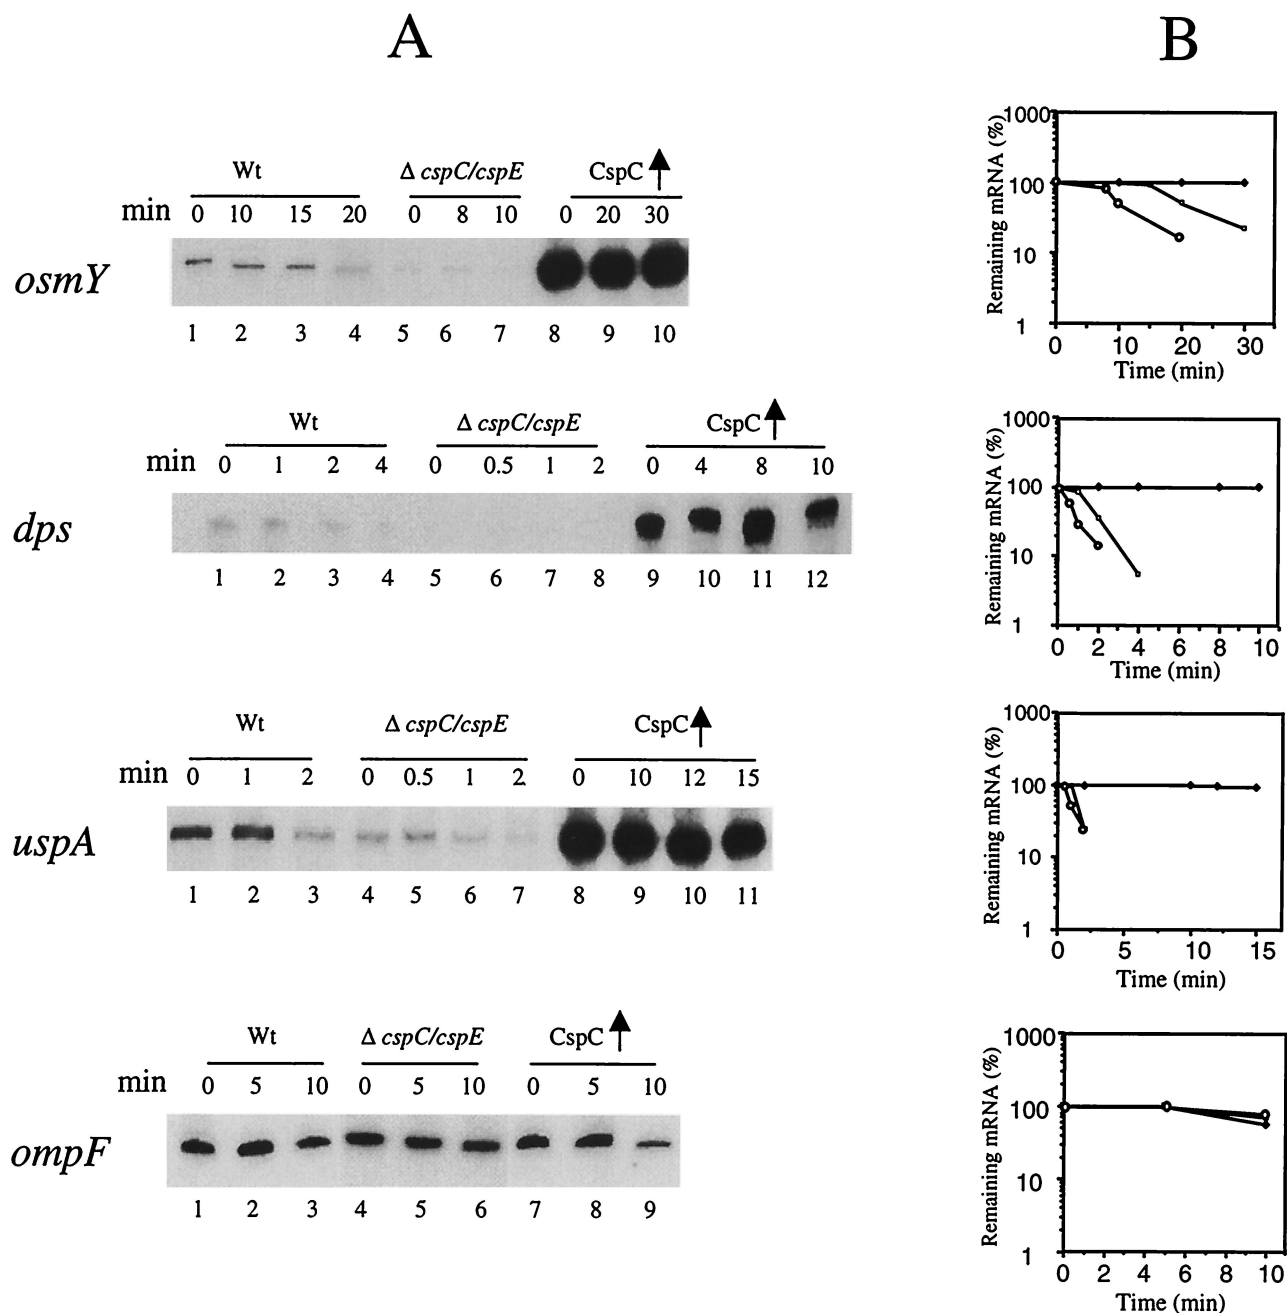 A
B
Wt
Δ cspC/cspE
CspC
min 0 10 15 20 0 8 10 0 20 30
osmY
1 2 3 4 5 6 7 8 9 10
Remaining mRNA (%)
1000
100
10
1
0 10 20 30
Time (min)
Wt
Δ cspC/cspE
CspC
min 0 1 2 4 0 0.5 1 2 0 4 8 10
dps
1 2 3 4 5 6 7 8 9 10 11 12
Remaining mRNA (%)
1000
100
10
1
0 2 4 6 8 10
Time (min)
Wt
Δ cspC/cspE
CspC
min 0 1 2 0 0.5 1 2 0 10 12 15
uspA
1 2 3 4 5 6 7 8 9 10 11
Remaining mRNA (%)
1000
100
10
1
0 5 10 15
Time (min)
Wt
Δ cspC/cspE
CspC
min 0 5 10 0 5 10 0 5 10
ompF
1 2 3 4 5 6 7 8 9
Remaining mRNA (%)
1000
100
10
1
0 2 4 6 8 10
Time (min)